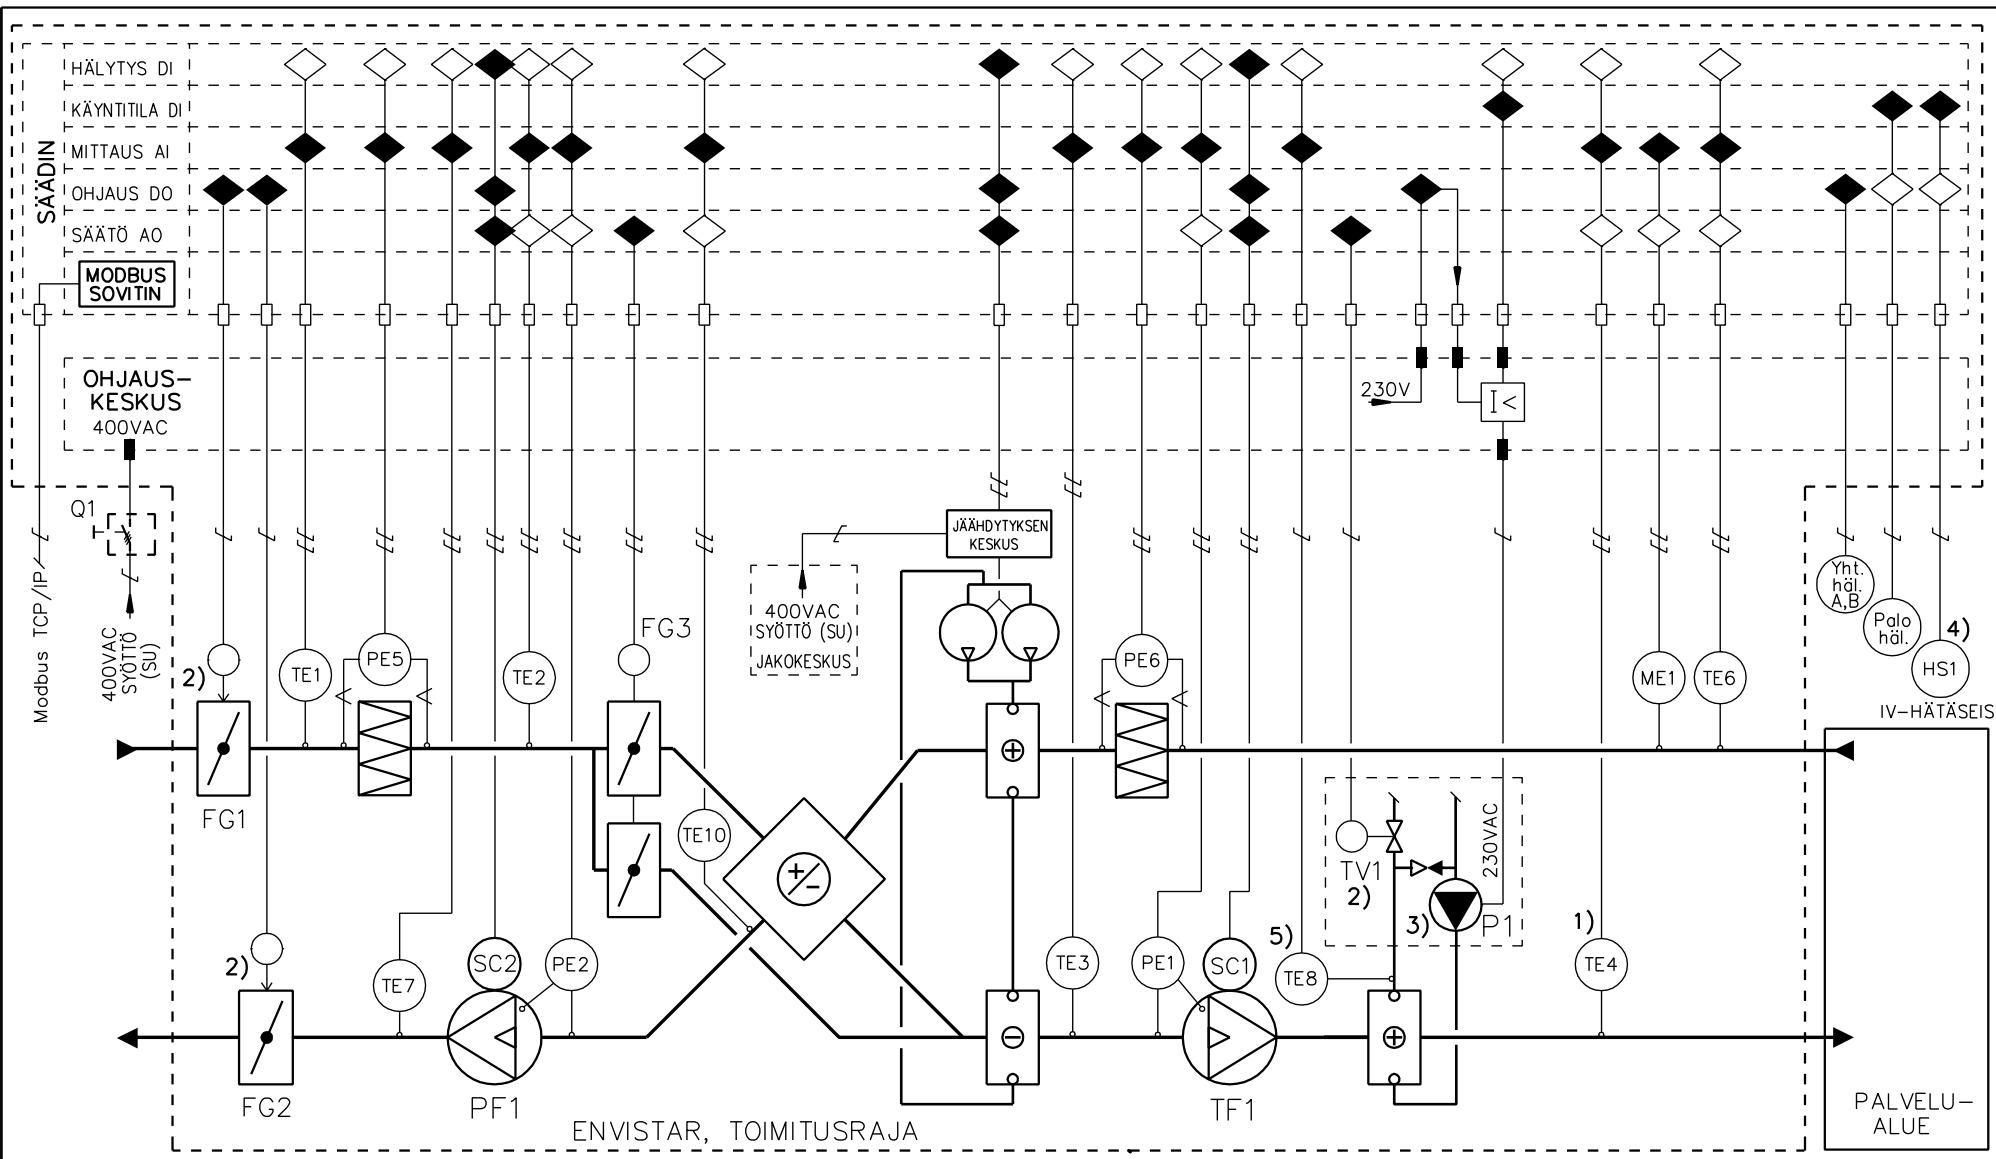 HÄLYTYS DI
KÄYNTITILA DI
MITTAUS AI
OHJAUS DO
SÄÄTÖ AO
SÄÄDIN
MODBUS
SOVITIN
OHJAUS-
KESKUS
400VAC
230V
I<
Q1
Modbus TCP/IP
400VAC
SYÖTTÖ
(SU)
JÄÄHDYTYKSEN
KESKUS
400VAC
SYÖTTÖ (SU)
JAKOKESKUS
Yht.
häl.
A,B
Palo
häl.
4)
HS1
IV-HÄTÄSEIS
2)
TE1
PE5
TE2
FG3
PE6
ME1
TE6
FG1
TE10
+/-
+
TV1
2)
230VAC
3)
P1
2)
TE7
SC2
PE2
TE3
PE1
SC1
5)
TE8
1)
TE4
-
+
FG2
PF1
TF1
ENVISTAR, TOIMITUSRAJA
PALVELU-
ALUE